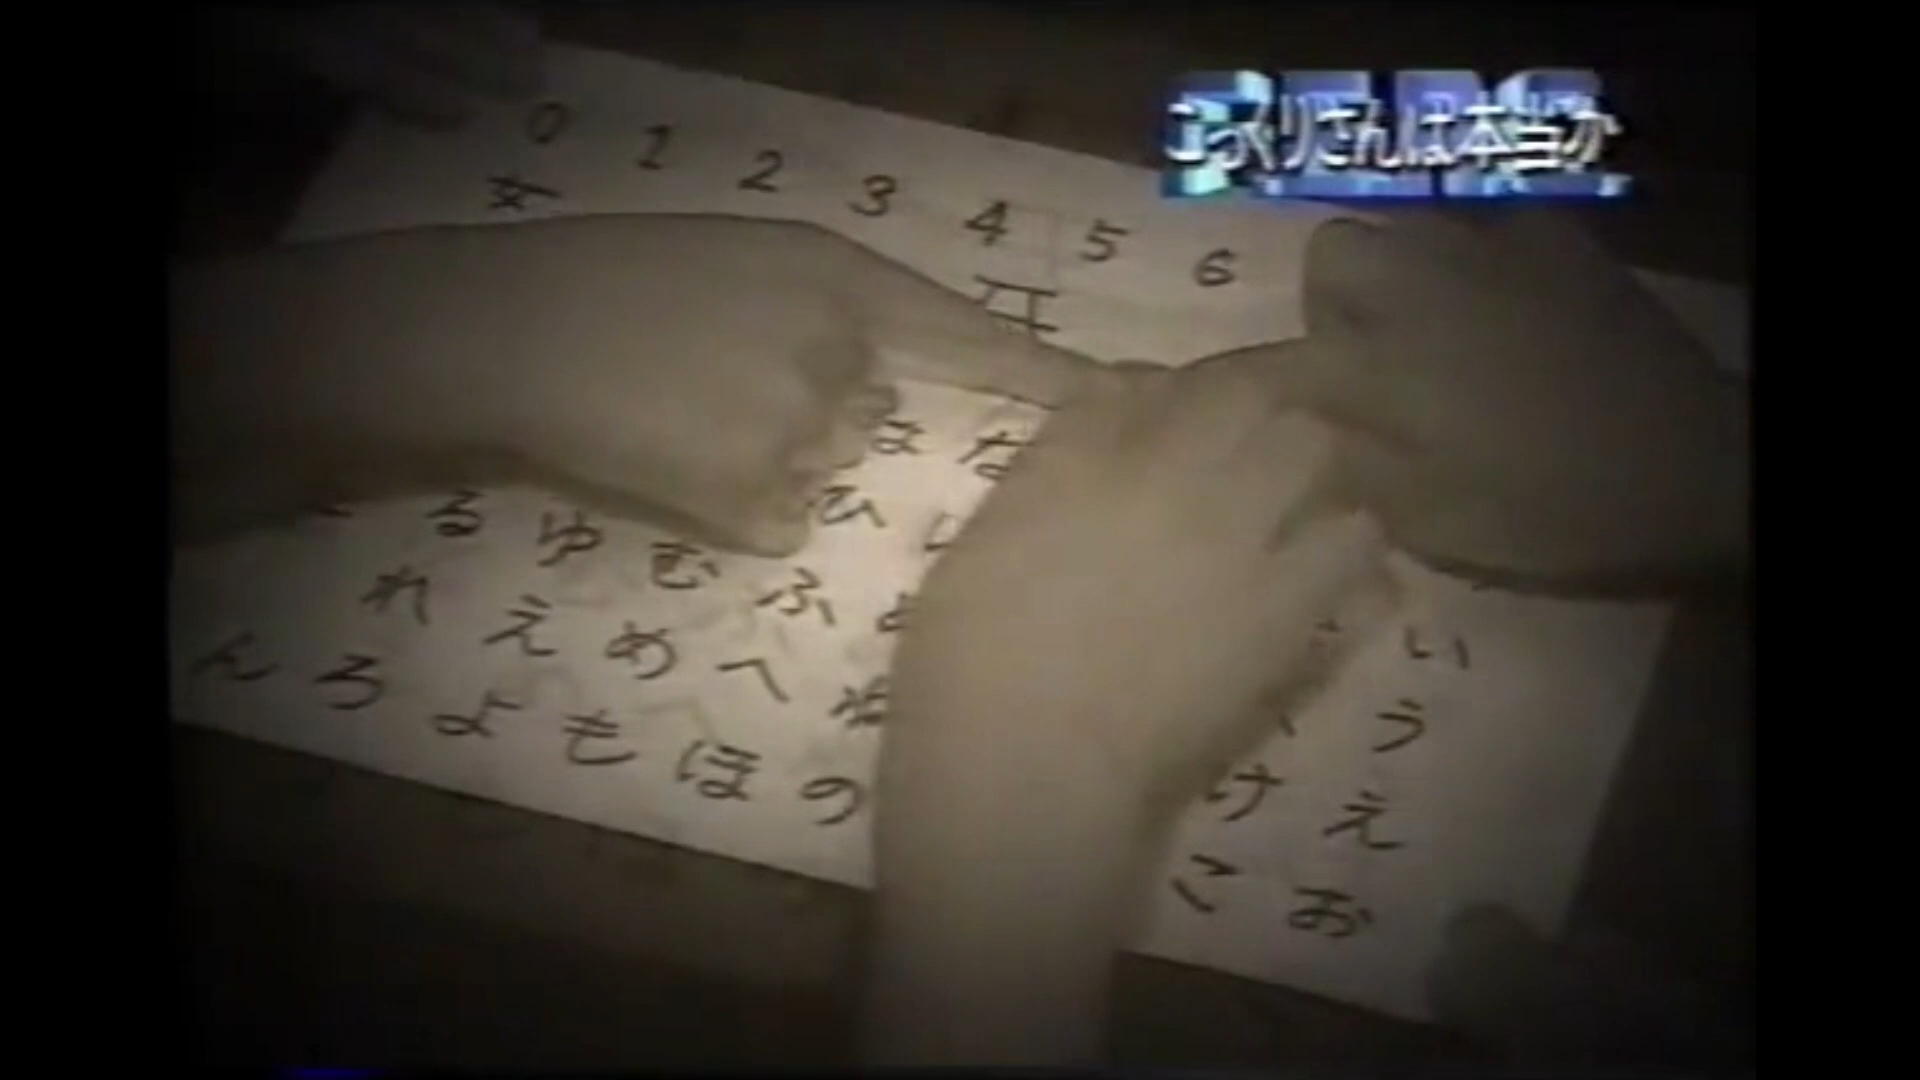 こっくりさんは本当か
0 1 2 3 4 5 6
女
は な
る ゆ む ふ ひ
れ え め へ ね い
ん ろ よ も ほ の う
け え
こ お